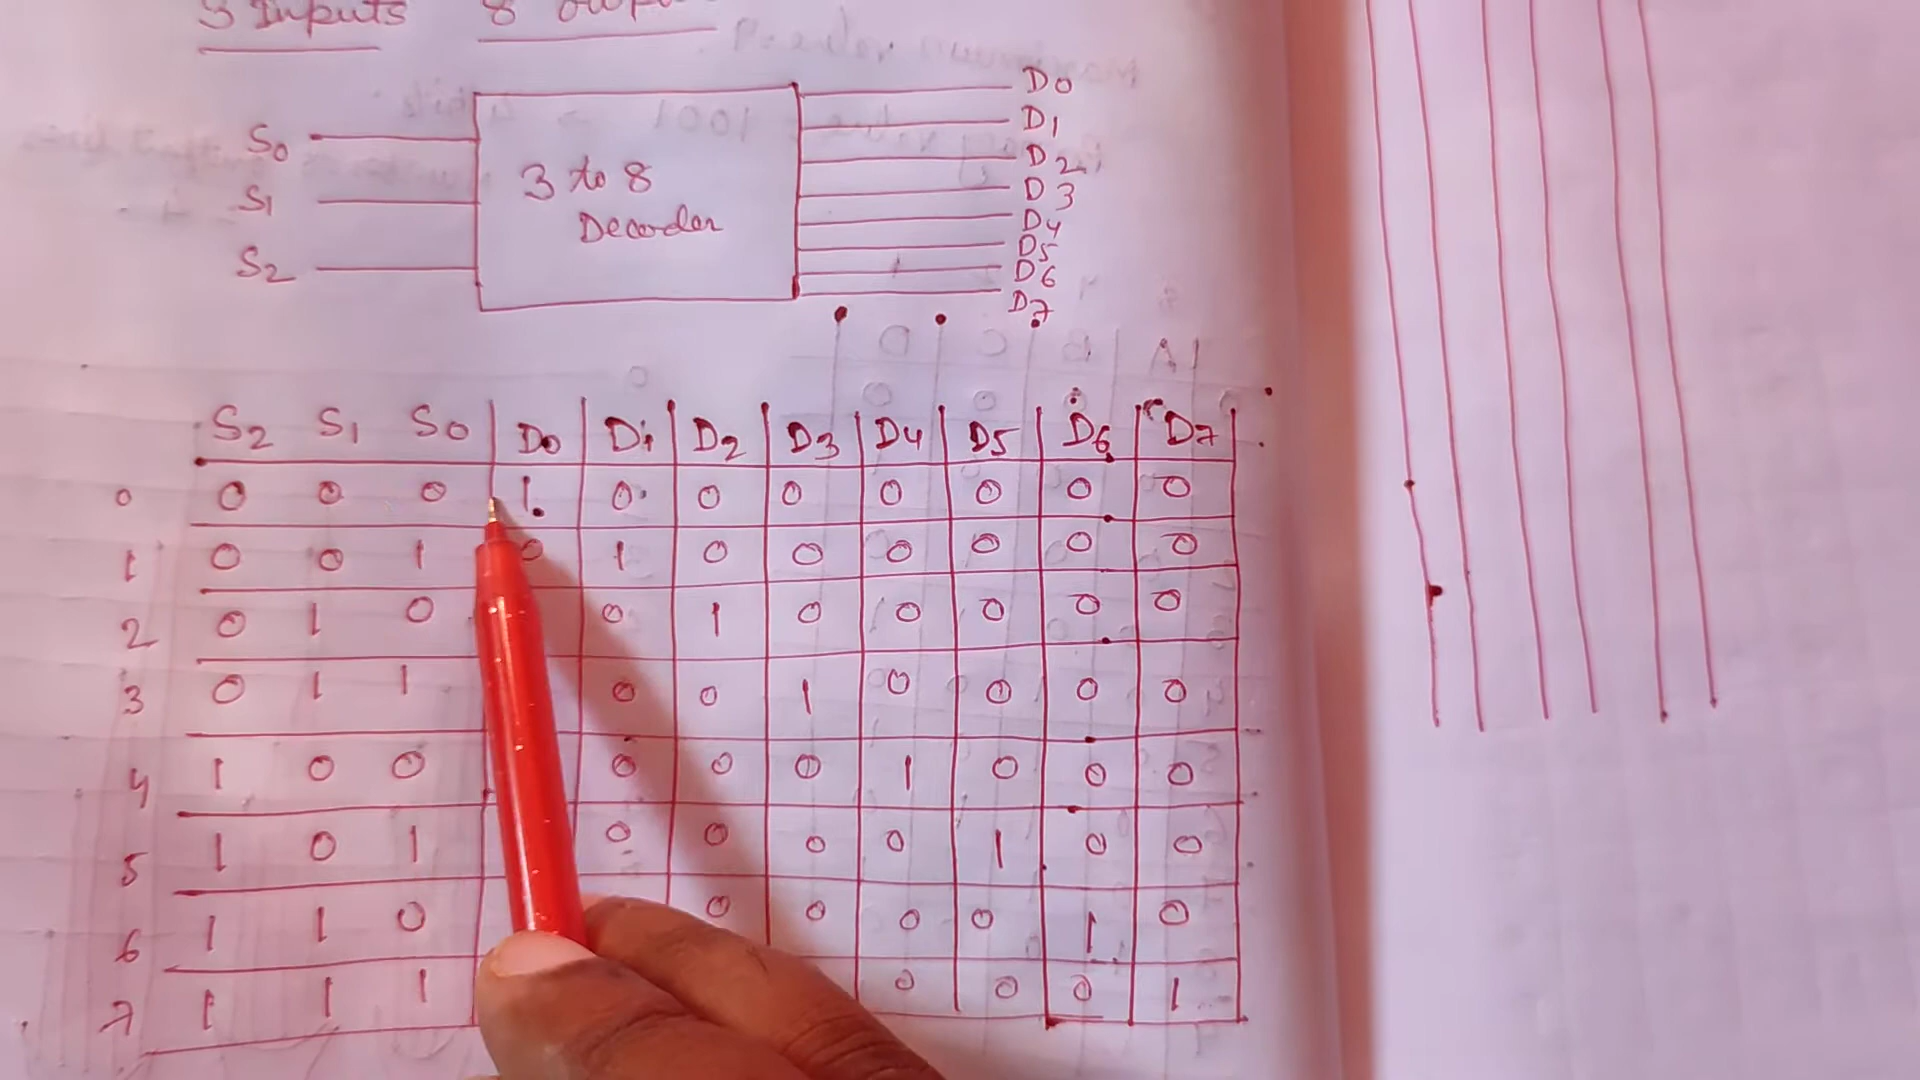 3 Inputs 8
D0
D1
S0 D2
3 to 8 D3
S1 Decoder D4
D5
S2 D6
D7
S2 S1 S0 D0 D1 D2 D3 D4 D5 D6 D7
0 0 0 0 1 0 0 0 0 0 0 0
1 0 0 1 0 1 0 0 0 0 0 0
2 0 1 0 0 1 0 0 0 0 0
3 0 1 1 0 0 1 0 0 0 0
4 1 0 0 0 0 0 1 0 0 0
5 1 0 1 0 0 0 0 1 0 0
6 1 1 0 0 0 0 0 1 0
7 1 1 1 0 0 0 1